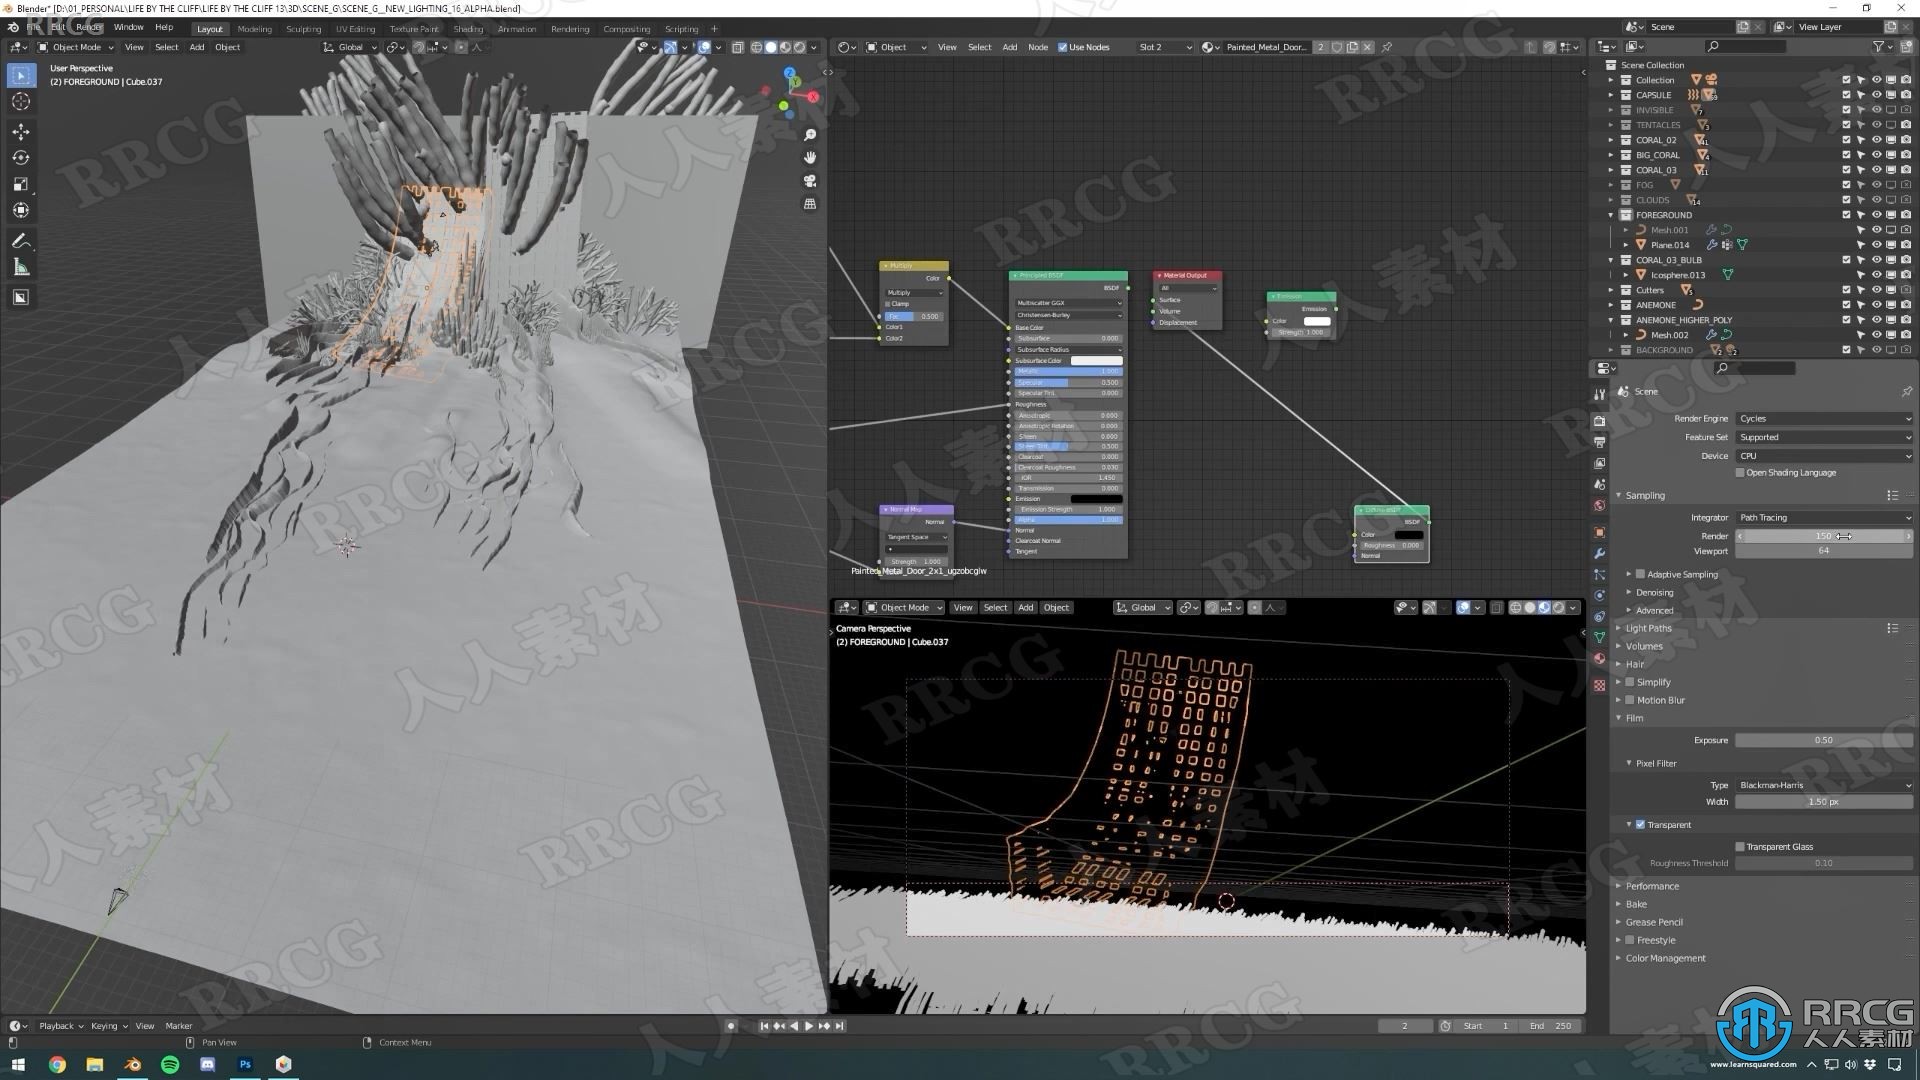 Blender* [D:\01_PERSONAL\LIFE BY THE CLIFF\LIFE BY THE CLIFF 13\3D\SCENE_G\SCENE_G__NEW_LIGHTING_16_ALPHA.blend]
File Edit Render Window Help Layout Modeling Sculpting UV Editing Texture Paint Shading Animation Rendering Compositing Scripting + Scene View Layer
Object Mode View Select Add Object Global
Object View Select Add Node Use Nodes Slot 2 Painted_Metal_Door... 2
User Perspective
(2) FOREGROUND | Cube.037
Multiply
Color
Multiply
Clamp
Fac 0.500
Color1
Color2
Principled BSDF
BSDF
Multiscatter GGX
Christensen-Burley
Base Color
Subsurface 0.000
Subsurface Radius
Subsurface Color
Metallic 1.000
Specular 0.500
Specular Tint 0.000
Roughness
Anisotropic 0.000
Anisotropic Rotation 0.000
Sheen 0.000
Sheen Tint 0.500
Clearcoat 0.000
Clearcoat Roughness 0.030
IOR 1.450
Transmission 0.000
Emission
Emission Strength 1.000
Alpha 1.000
Normal
Clearcoat Normal
Tangent
Material Output
All
Surface
Volume
Displacement
Emission
Emission
Color
Strength 1.000
Normal Map
Normal
Tangent Space
Strength 1.000
Painted_Metal_Door_2x1_ugzobcglw
Diffuse BSDF
BSDF
Color
Roughness 0.000
Normal
Object Mode View Select Add Object Global
Camera Perspective
(2) FOREGROUND | Cube.037
Scene Collection
Collection
CAPSULE 59
INVISIBLE 7
TENTACLES 3
CORAL_02 41
BIG_CORAL 4
CORAL_03 11
FOG
CLOUDS 14
FOREGROUND
Mesh.001
Plane.014
CORAL_03_BULB
Icosphere.013
Cutters 5
ANEMONE
ANEMONE_HIGHER_POLY
Mesh.002
BACKGROUND 2 2
Scene
Render Engine Cycles
Feature Set Supported
Device CPU
Open Shading Language
Sampling
Integrator Path Tracing
Render 150
Viewport 64
Adaptive Sampling
Denoising
Advanced
Light Paths
Volumes
Hair
Simplify
Motion Blur
Film
Exposure 0.50
Pixel Filter
Type Blackman-Harris
Width 1.50 px
Transparent
Transparent Glass
Roughness Threshold 0.10
Performance
Bake
Grease Pencil
Freestyle
Color Management
Playback Keying View Marker 2 Start 1 End 250
Pan View Context Menu
RRCG
人人素材
www.learnsquared.com